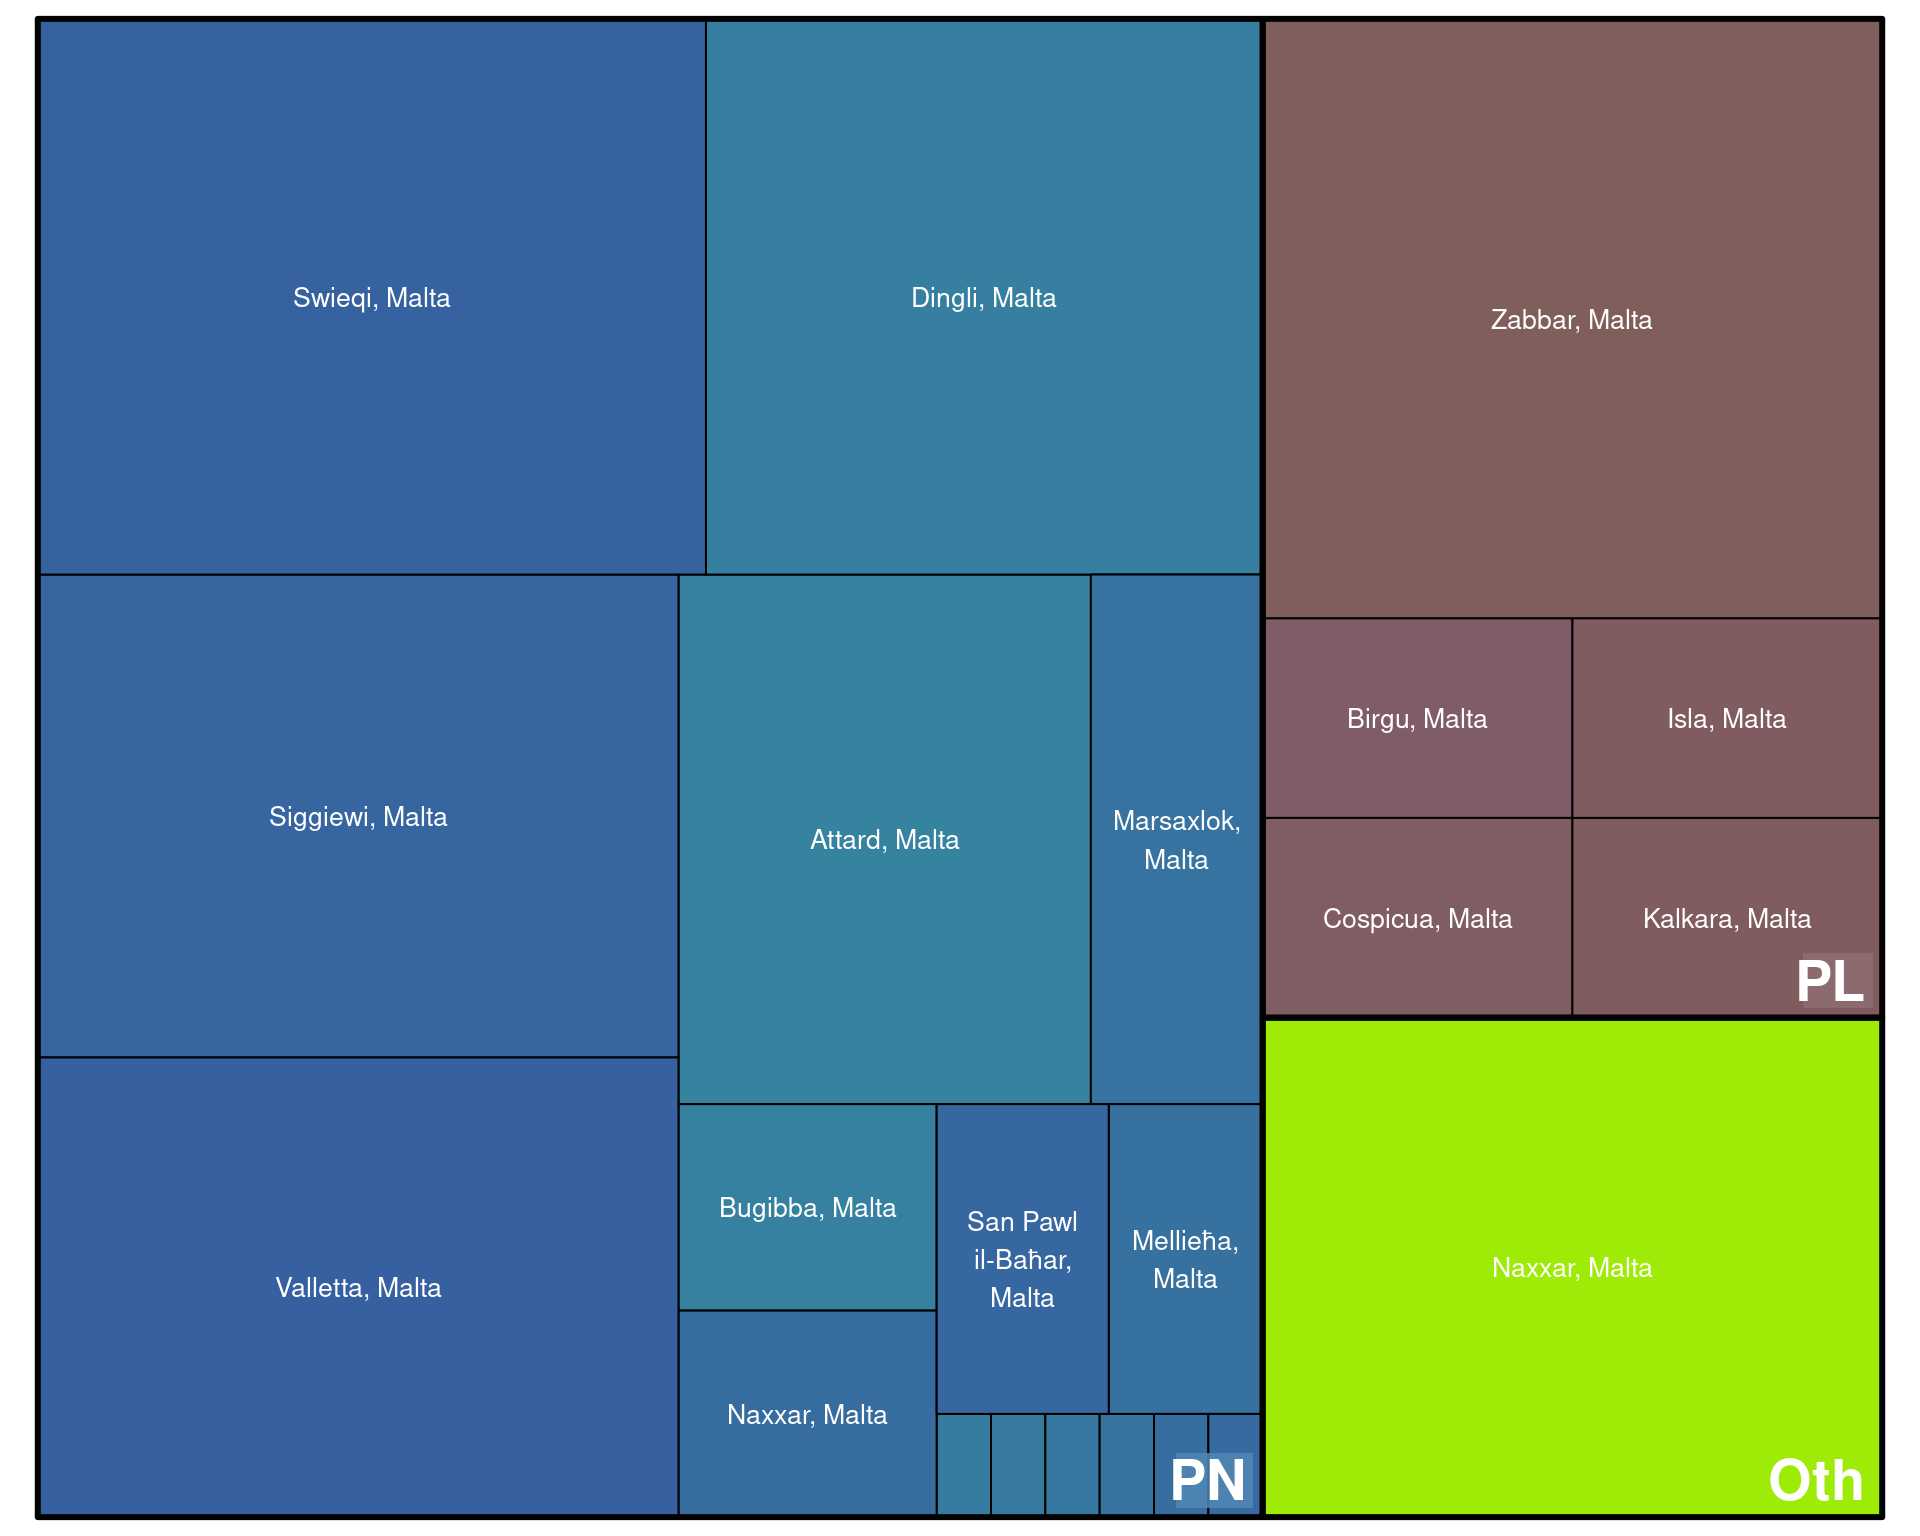 Swieqi, Malta
Dingli, Malta
Zabbar, Malta
Siggiewi, Malta
Attard, Malta
Marsaxlok,
Malta
Birgu, Malta
Isla, Malta
Cospicua, Malta
Kalkara, Malta
PL
Valletta, Malta
Bugibba, Malta
San Pawl
il-Baħar,
Malta
Mellieħa,
Malta
Naxxar, Malta
PN
Naxxar, Malta
Oth